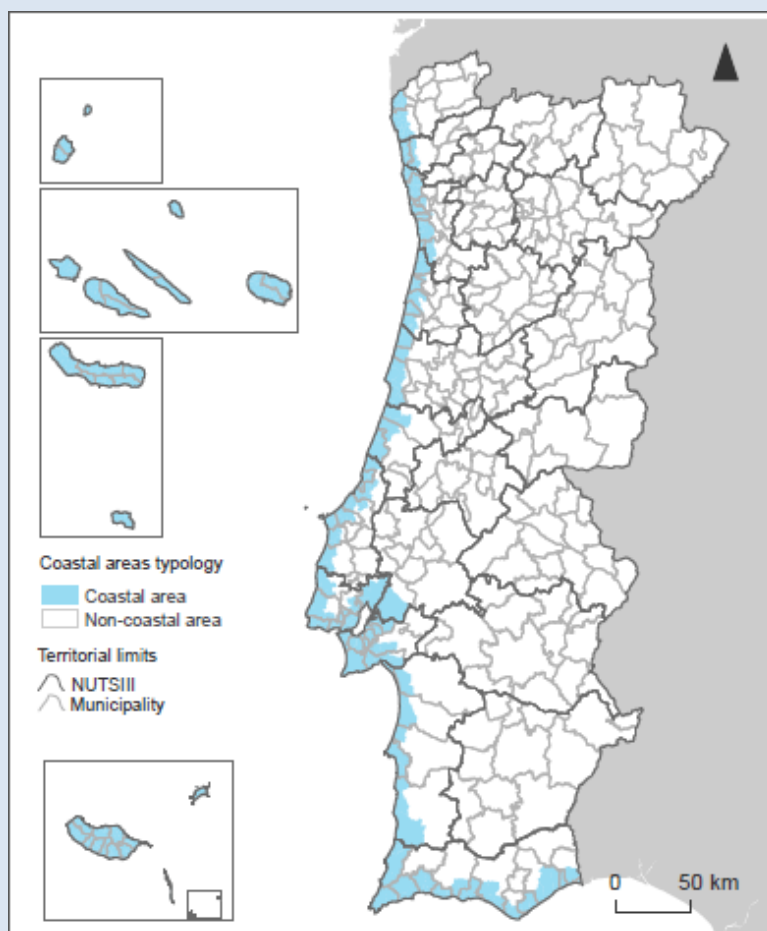 Coastal areas typology
Coastal area
Non-coastal area
Territorial limits
NUTSIII
Municipality
0 50 km